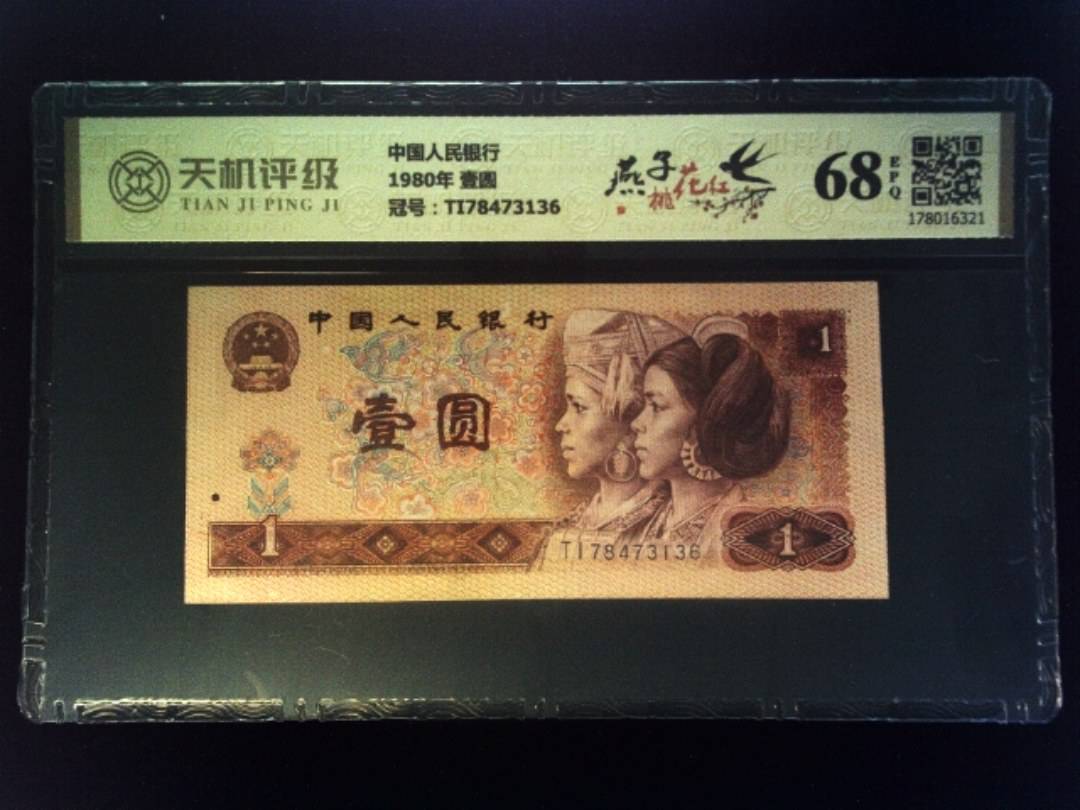 天机评级
TIAN JI PING JI
中国人民银行
1980年 壹圆
冠号：TI78473136
燕子
桃花红
68
EPQ
178016321
中国人民银行
1
壹圆
1
TI78473136
1